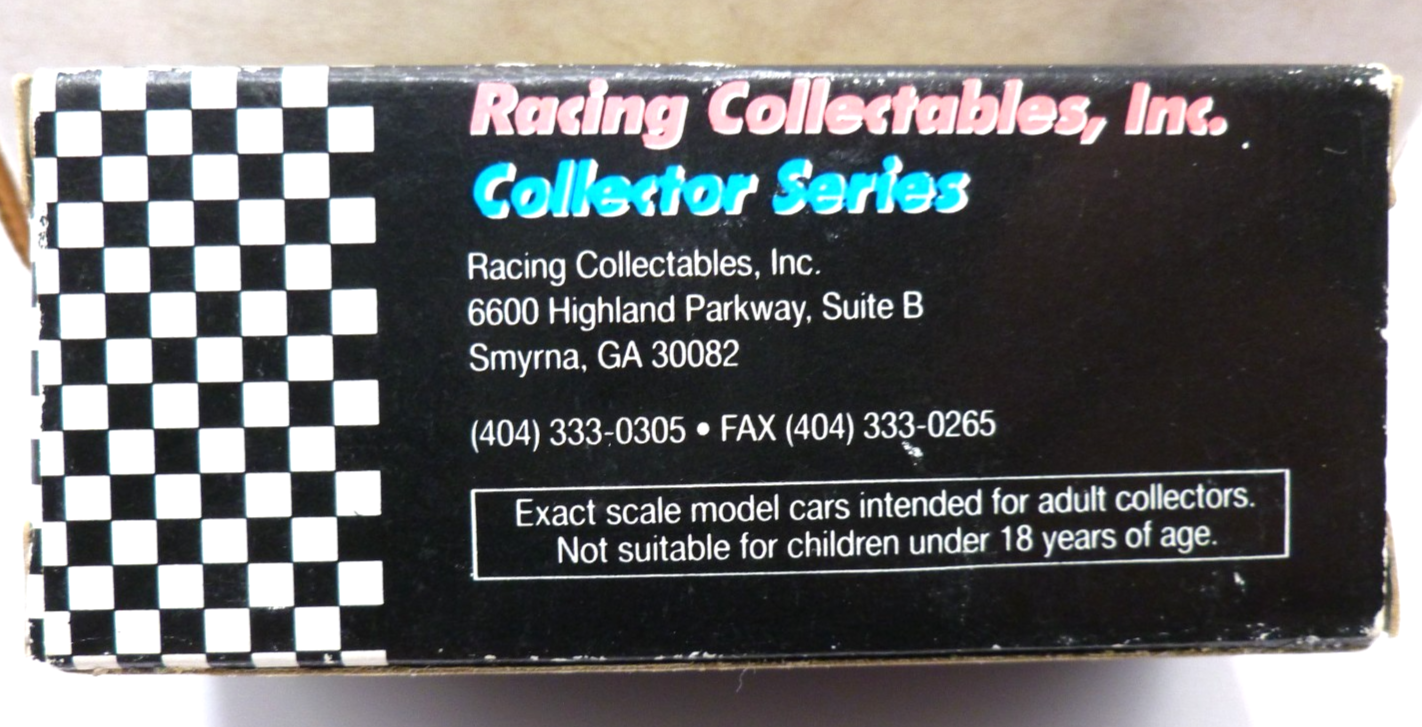 Racing Collectables, Inc.
Collector Series
Racing Collectables, Inc.
6600 Highland Parkway, Suite B
Smyrna, GA 30082
(404) 333-0305 • FAX (404) 333-0265
Exact scale model cars intended for adult collectors.
Not suitable for children under 18 years of age.